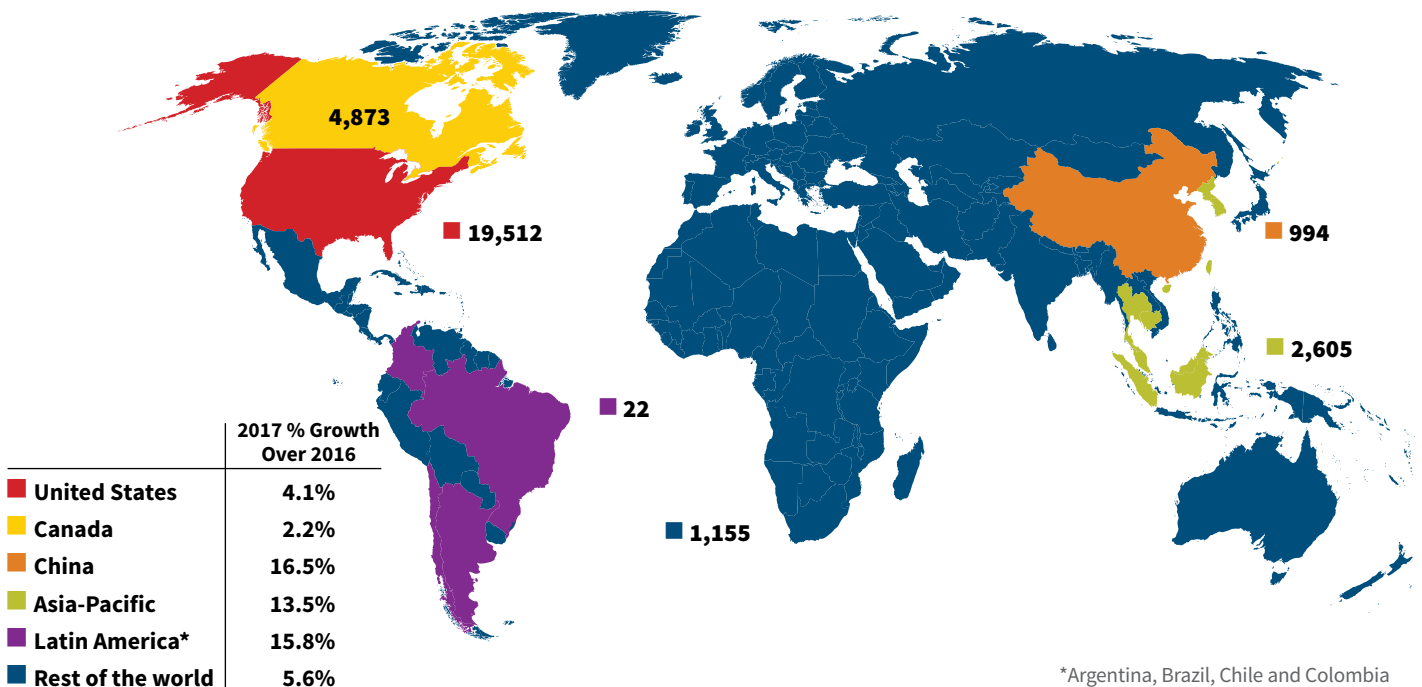 4,873
19,512
994
2,605
22
1,155
2017 % Growth
Over 2016
United States 4.1%
Canada 2.2%
China 16.5%
Asia-Pacific 13.5%
Latin America* 15.8%
Rest of the world 5.6%
*Argentina, Brazil, Chile and Colombia